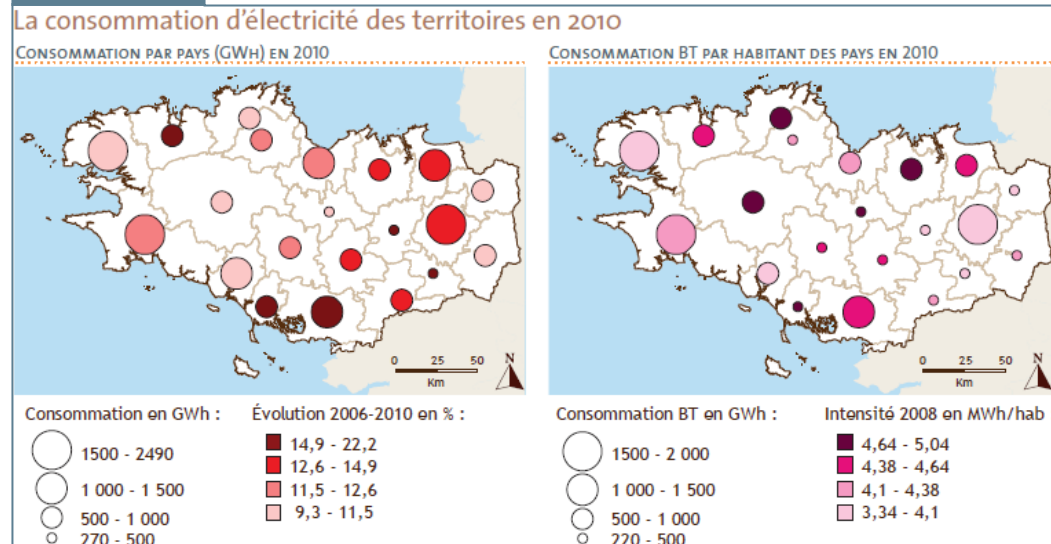 La consommation d'électricité des territoires en 2010
CONSOMMATION PAR PAYS (GWH) EN 2010
0 25 50
Km
N
Consommation en GWh :
1500 - 2490
1 000 - 1 500
500 - 1 000
270 - 500
Évolution 2006-2010 en % :
14,9 - 22,2
12,6 - 14,9
11,5 - 12,6
9,3 - 11,5
CONSOMMATION BT PAR HABITANT DES PAYS EN 2010
0 25 50
Km
N
Consommation BT en GWh :
1500 - 2 000
1 000 - 1 500
500 - 1 000
220 - 500
Intensité 2008 en MWh/hab
4,64 - 5,04
4,38 - 4,64
4,1 - 4,38
3,34 - 4,1